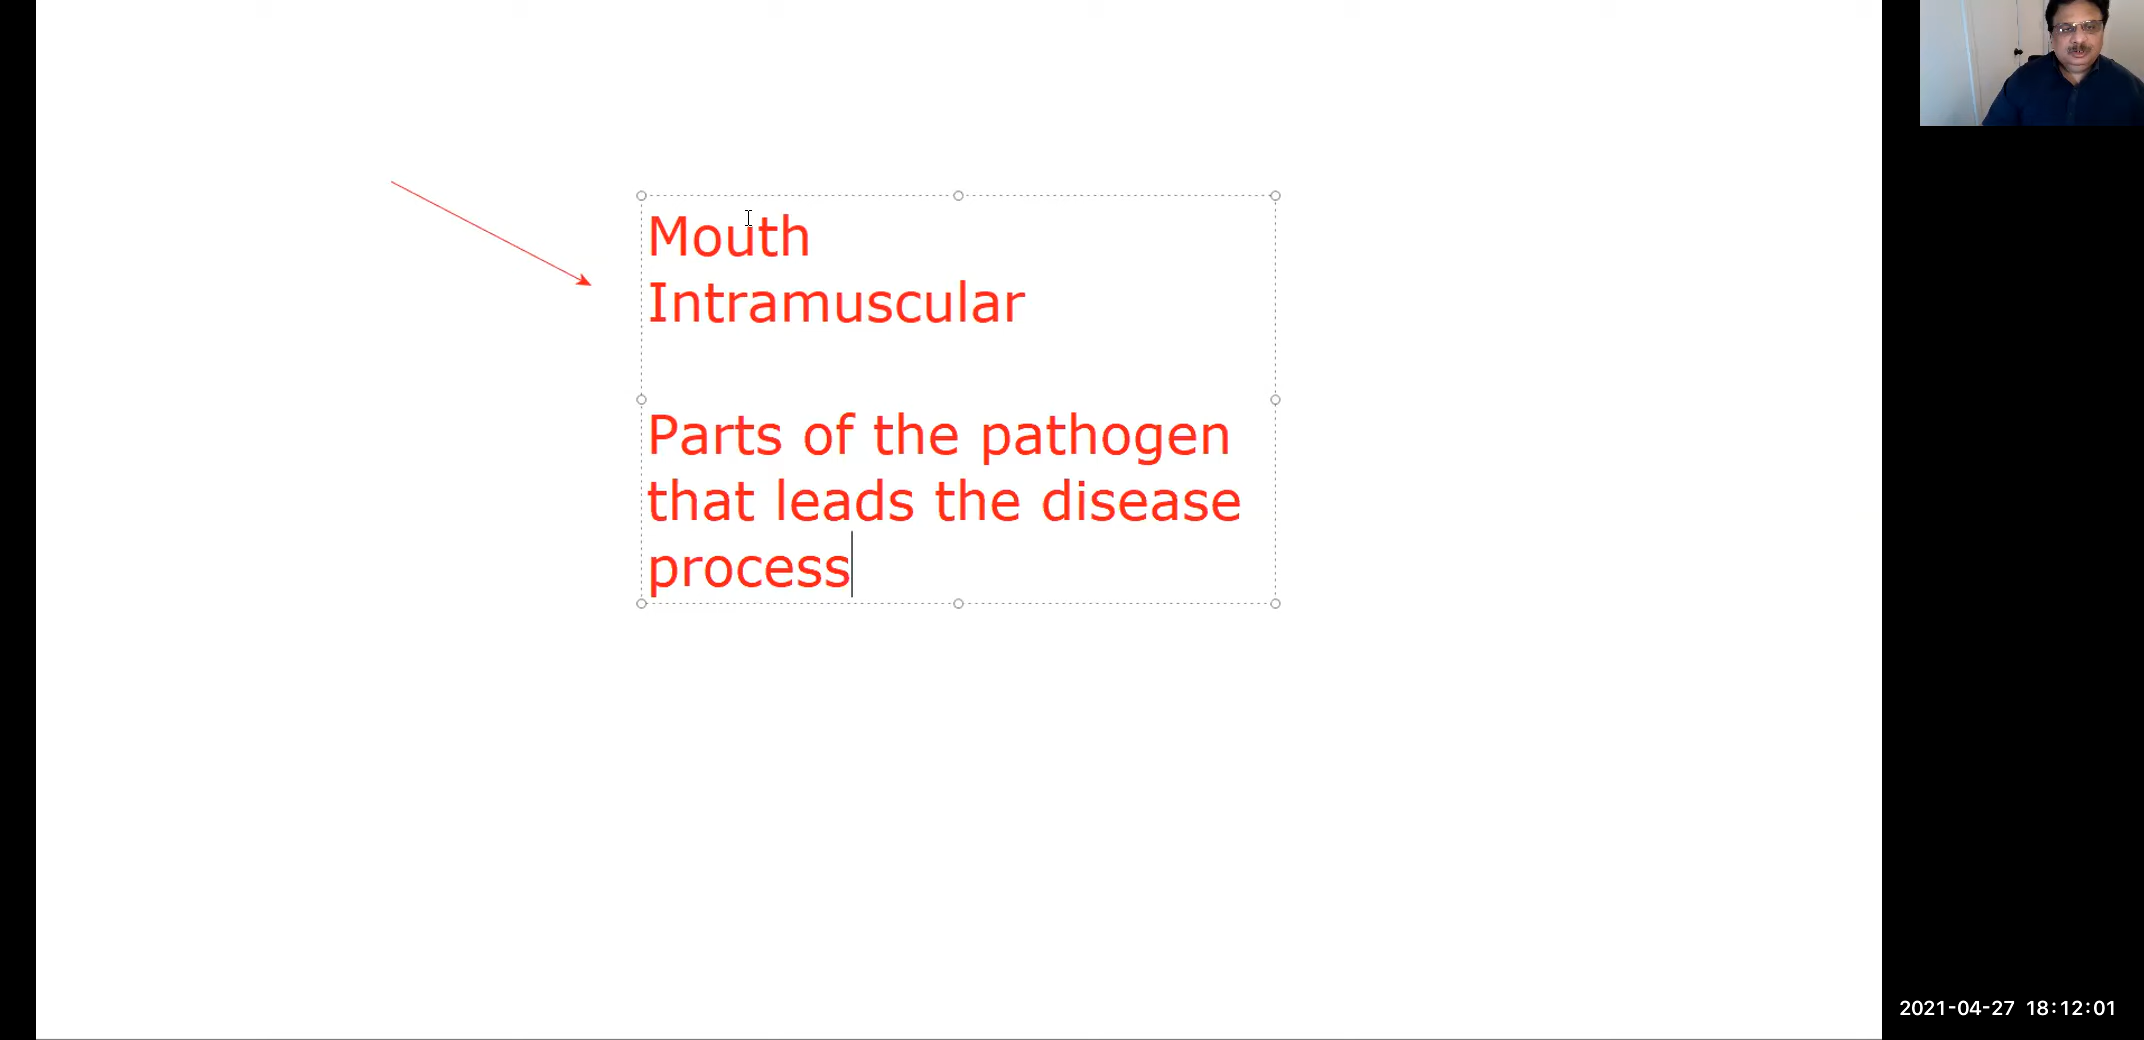 Mouth
Intramuscular
Parts of the pathogen
that leads the disease
process
2021-04-27 18:12:01